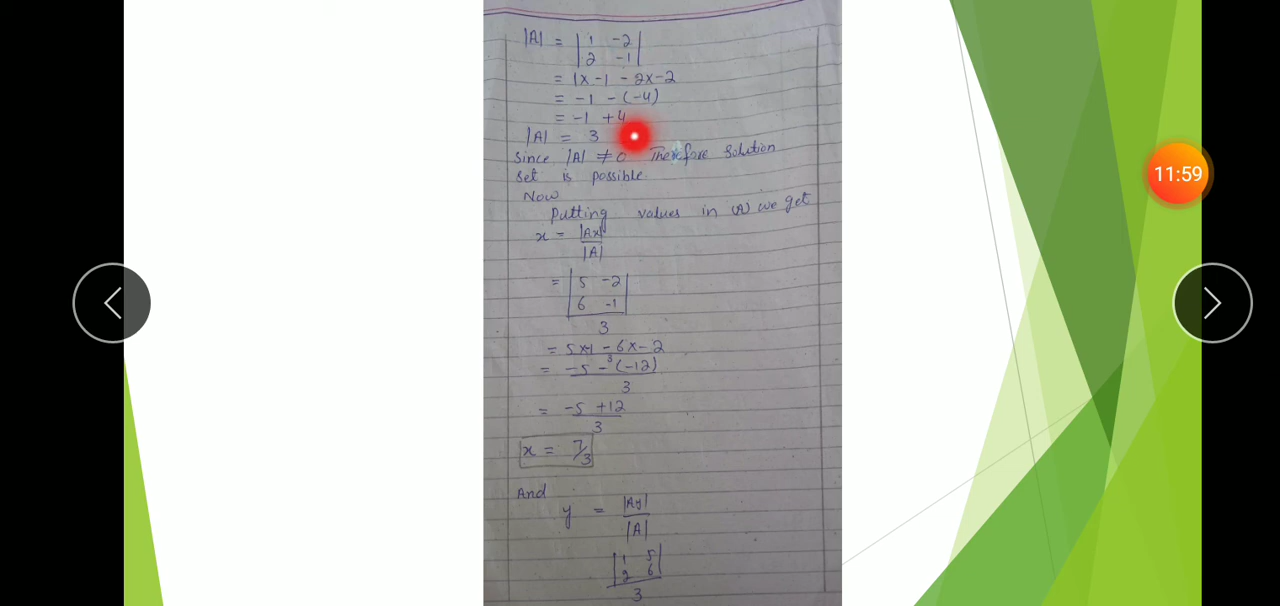 |A| = | 1 -2 |
| 2 -1 |
= 1x -1 - 2x-2
= -1 - (-4)
= -1 + 4
|A| = 3
Since |A| ≠ 0 Therefore solution
set is possible.
Now
Putting values in (A) we get
x = |Ax|
|A|
= | 5 -2 |
| 6 -1 |
3
= 5x-1 - 6x-2
3
= -5 - (-12)
3
= -5 +12
3
x = 7/3
And
y = |Ay|
|A|
| 1 5 |
| 2 6 |
3
11:59